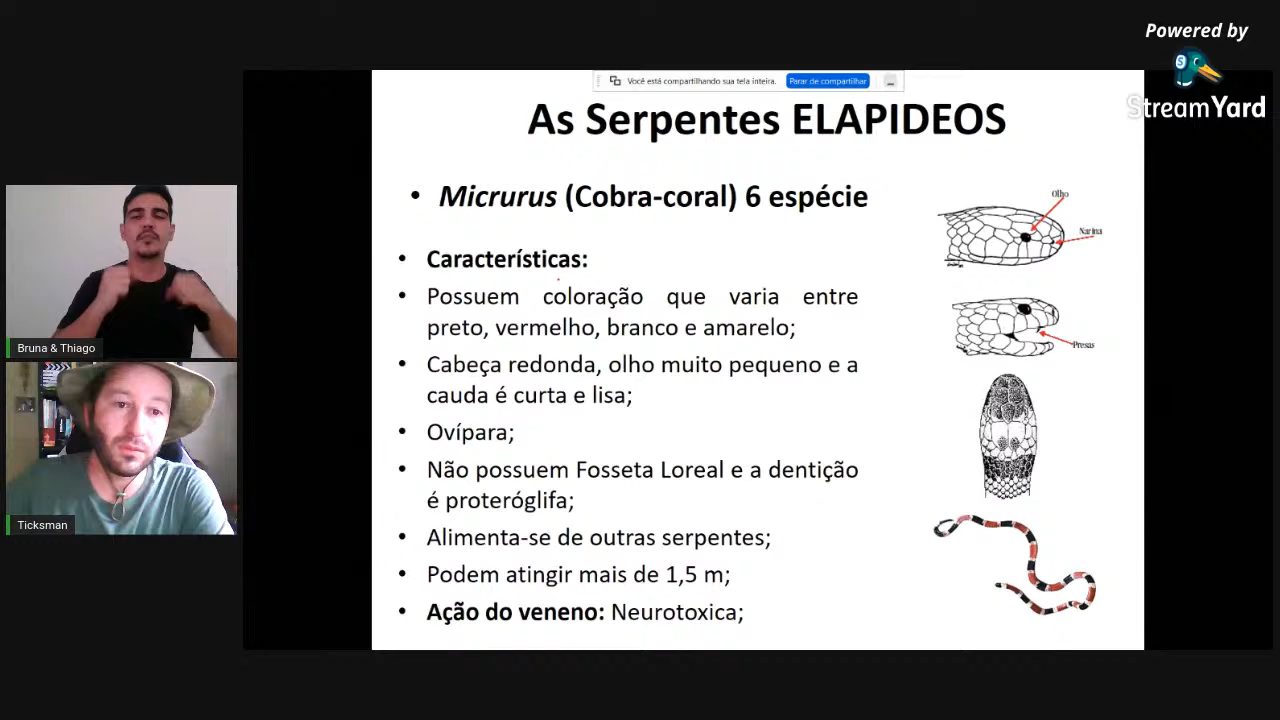 Powered by
StreamYard
Você está compartilhando sua tela inteira.
Parar de compartilhar
As Serpentes ELAPIDEOS
• Micrurus (Cobra-coral) 6 espécie
• Características:
• Possuem coloração que varia entre
preto, vermelho, branco e amarelo;
• Cabeça redonda, olho muito pequeno e a
cauda é curta e lisa;
• Ovípara;
• Não possuem Fosseta Loreal e a dentição
é proteróglifa;
• Alimenta-se de outras serpentes;
• Podem atingir mais de 1,5 m;
• Ação do veneno: Neurotoxica;
Olho
Narina
Presas
Bruna & Thiago
Ticksman